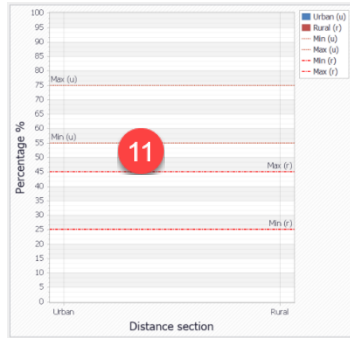 100
95
90
85
80
75
70
65
60
55
50
45
40
35
30
25
20
15
10
5
0
Percentage %
Max (u)
Min (u)
11
Max (r)
Min (r)
Urban
Rural
Distance section
Urban (u)
Rural (r)
Min (u)
Max (u)
Min (r)
Max (r)